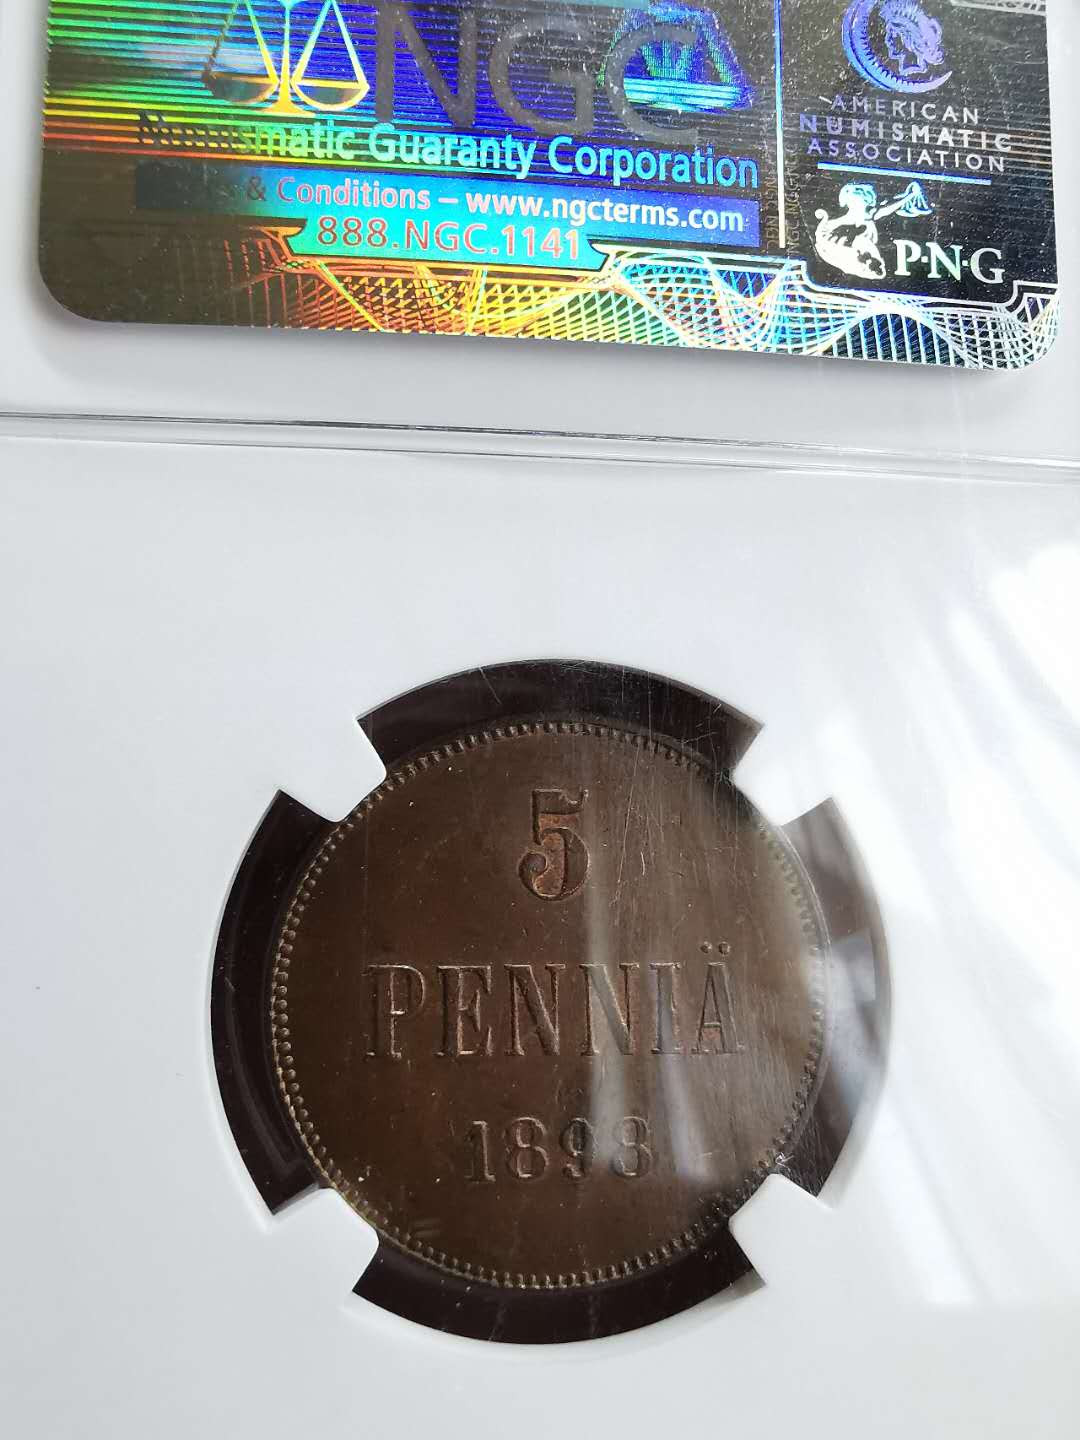 NGC
Numismatic Guaranty Corporation
& Conditions – www.ngcterms.com
888.NGC.1141
AMERICAN
NUMISMATIC
ASSOCIATION
P·N·G
5
PENNIÄ
1898